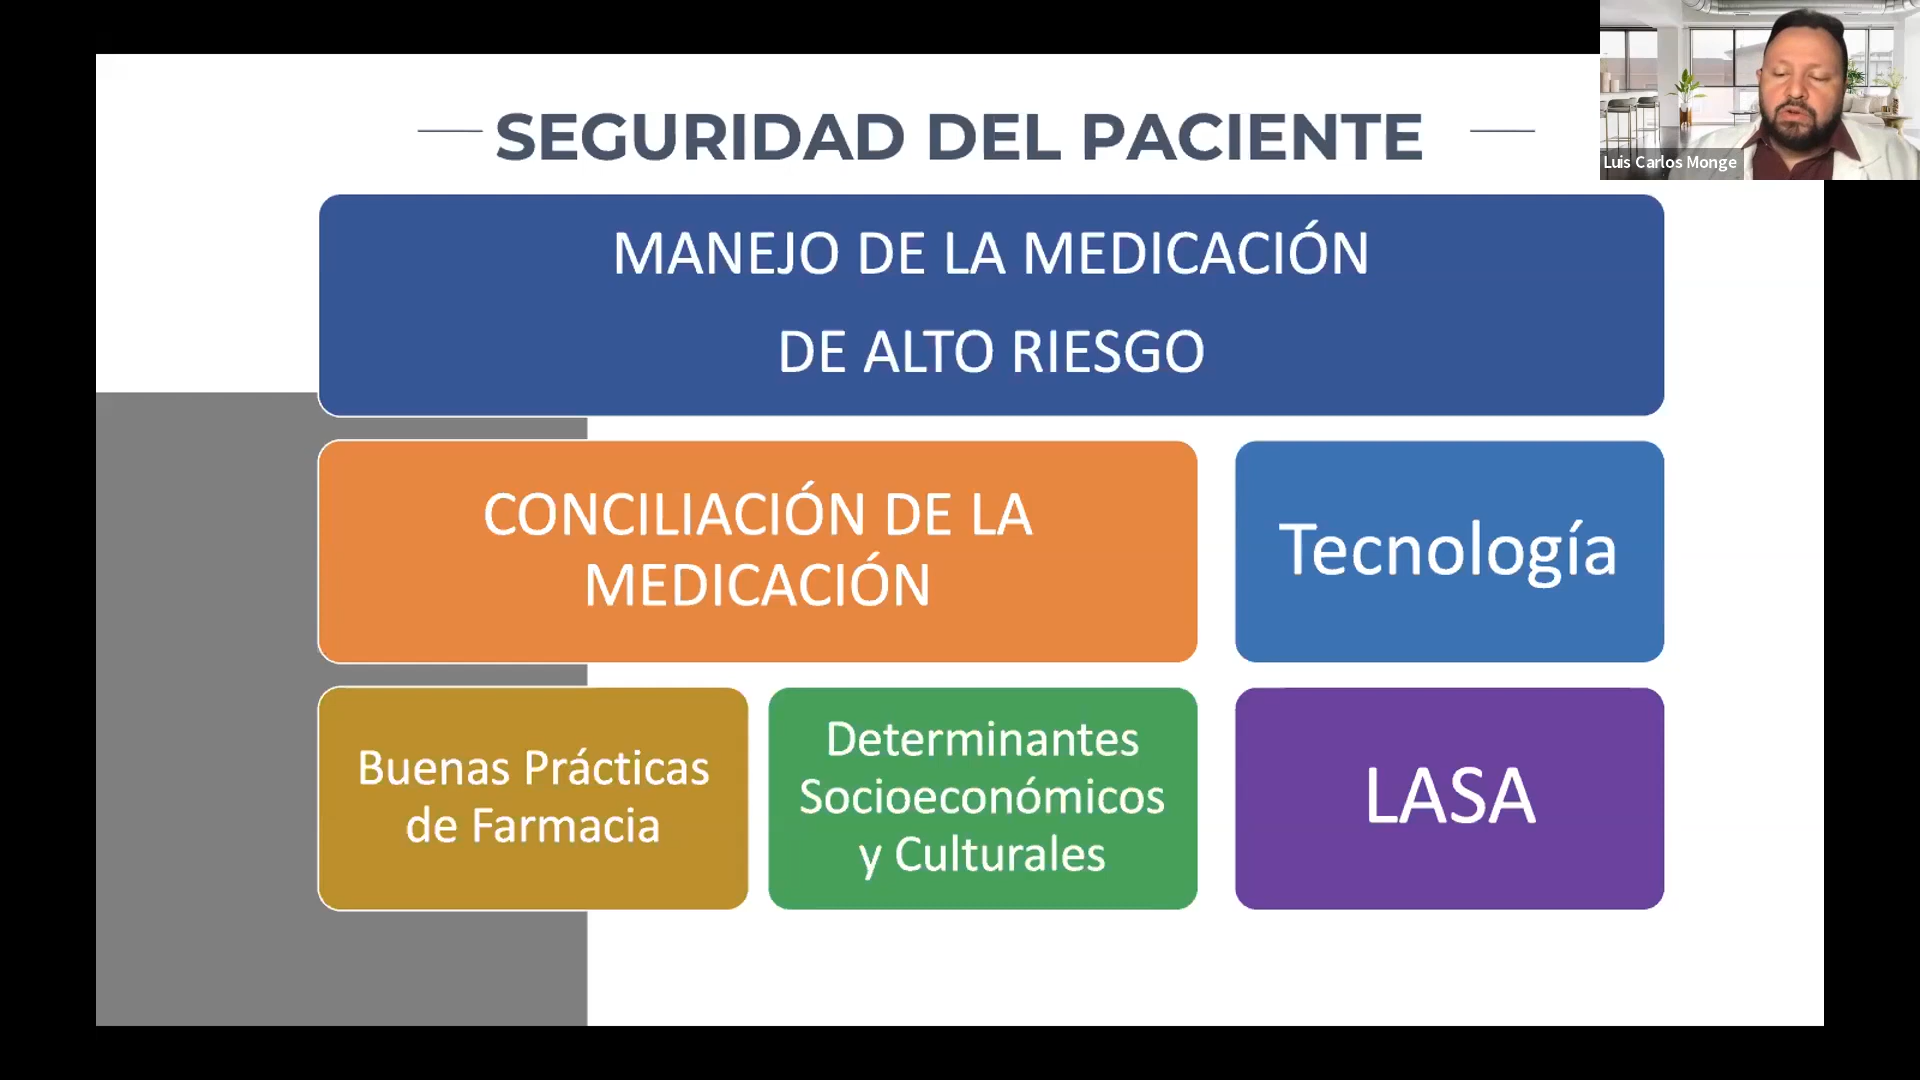 SEGURIDAD DEL PACIENTE
Luis Carlos Monge
MANEJO DE LA MEDICACIÓN
DE ALTO RIESGO
CONCILIACIÓN DE LA
MEDICACIÓN
Tecnología
Buenas Prácticas
de Farmacia
Determinantes
Socioeconómicos
y Culturales
LASA